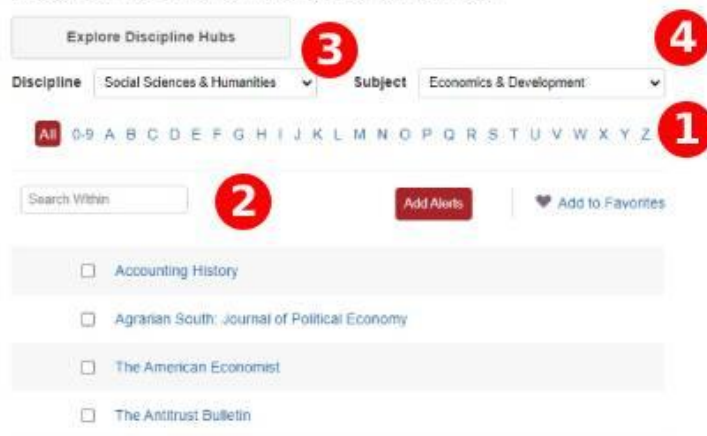 Explore Discipline Hubs
3
4
Discipline Social Sciences & Humanities Subject Economics & Development
All 0-9 A B C D E F G H I J K L M N O P Q R S T U V W X Y Z
1
Search Within
2
Add Alerts
Add to Favorites
Accounting History
Agrarian South: Journal of Political Economy
The American Economist
The Antitrust Bulletin